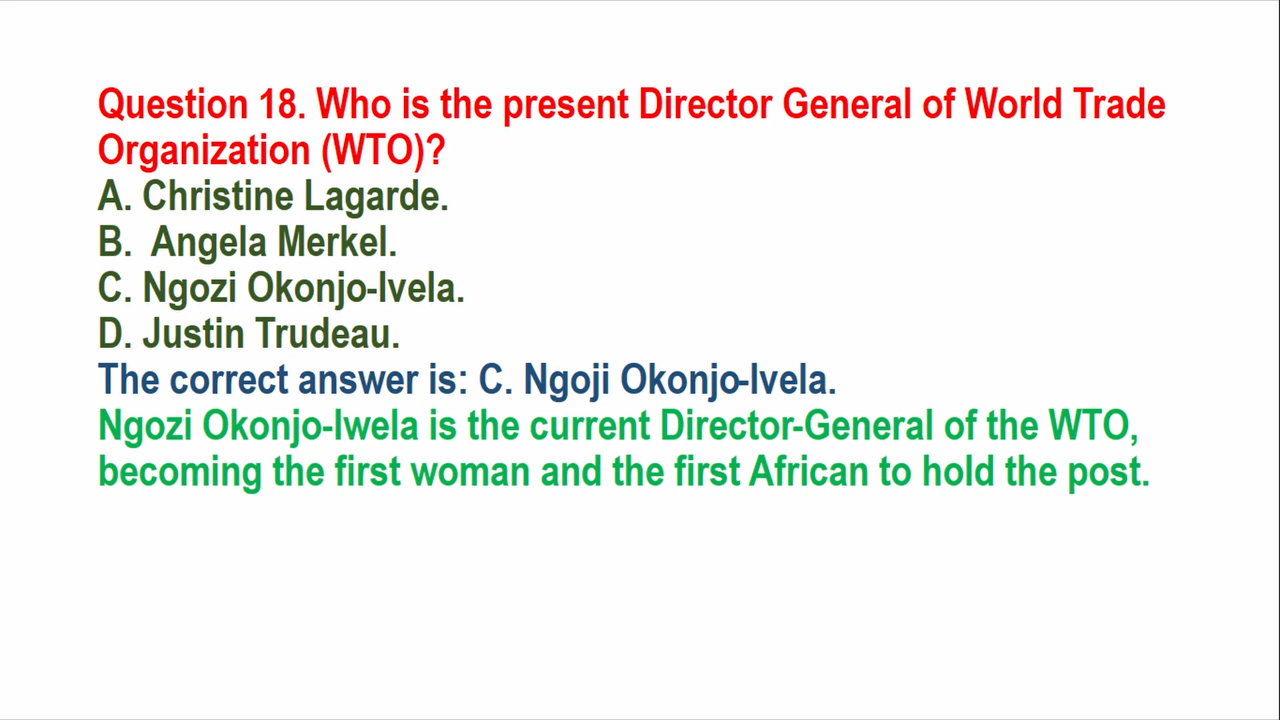 Question 18. Who is the present Director General of World Trade
Organization (WTO)?
A. Christine Lagarde.
B.  Angela Merkel.
C. Ngozi Okonjo-Ivela.
D. Justin Trudeau.
The correct answer is: C. Ngoji Okonjo-Ivela.
Ngozi Okonjo-Iwela is the current Director-General of the WTO,
becoming the first woman and the first African to hold the post.